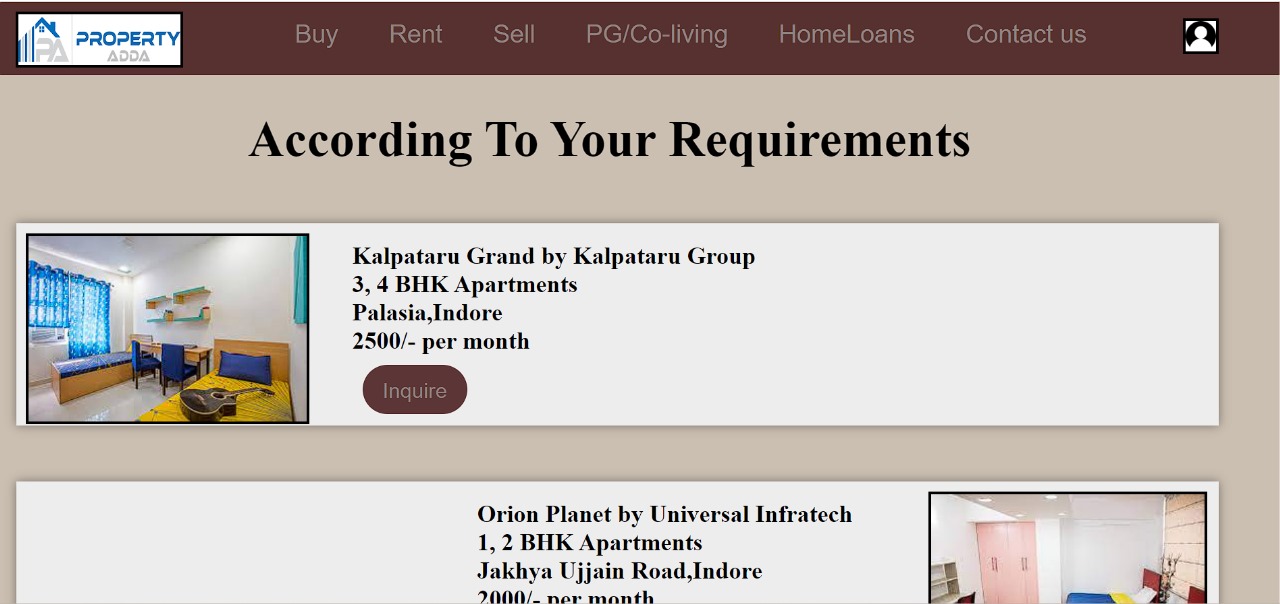 PA PROPERTY
ADDA
Buy Rent Sell PG/Co-living HomeLoans Contact us
According To Your Requirements
Kalpataru Grand by Kalpataru Group
3, 4 BHK Apartments
Palasia,Indore
2500/- per month
Inquire
Orion Planet by Universal Infratech
1, 2 BHK Apartments
Jakhya Ujjain Road,Indore
2000/- per month